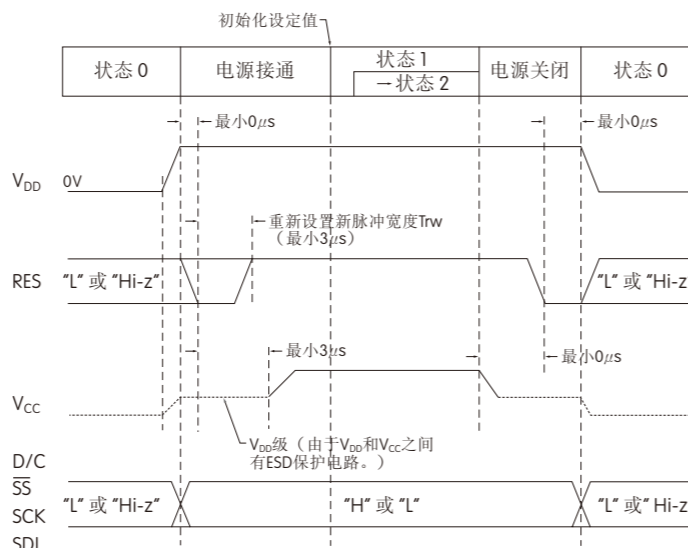 初始化设定值
状态 0
电源接通
状态 1
→状态 2
电源关闭
状态 0
最小0μs
最小0μs
V_DD
0V
重新设置新脉冲宽度Trw
（最小3μs）
RES
"L" 或 "Hi-z"
"L" 或 "Hi-z
最小3μs
最小0μs
V_CC
V_DD级（由于V_DD和V_CC之间
有ESD保护电路。）
D/C
SS
"L" 或 "Hi-z"
"H" 或 "L"
"L" 或 Hi-z
SCK
SDI